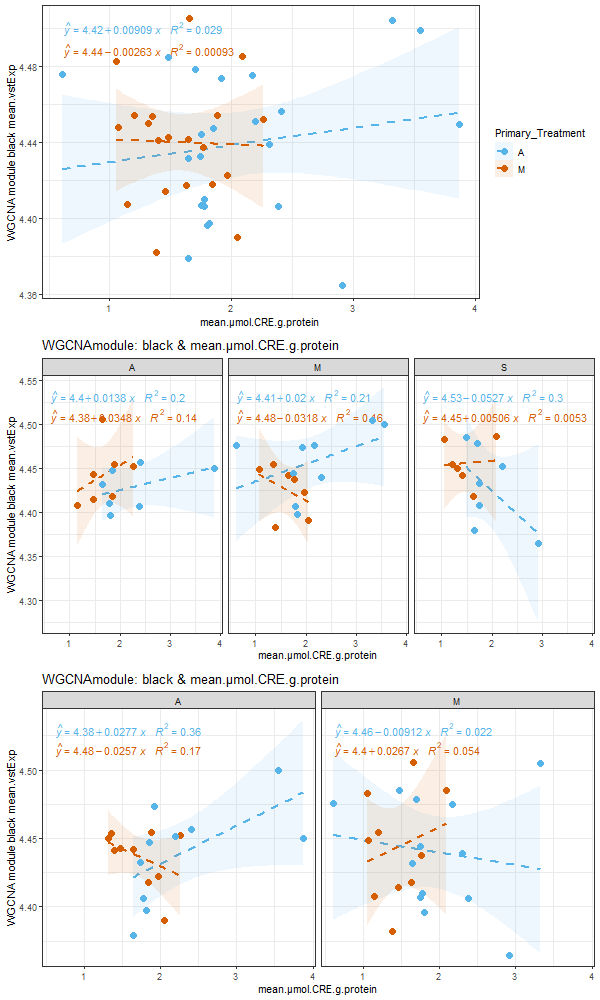 ŷ = 4.42 + 0.00909 x   R² = 0.029
ŷ = 4.44 − 0.00263 x   R² = 0.00093
4.48
4.44
4.40
4.36
WGCNA module black mean.vstExp
1 2 3 4
mean.µmol.CRE.g.protein
Primary_Treatment
A
M
WGCNAmodule: black & mean.µmol.CRE.g.protein
A M S
ŷ = 4.4 + 0.0138 x   R² = 0.2
ŷ = 4.38 + 0.0348 x   R² = 0.14
ŷ = 4.41 + 0.02 x   R² = 0.21
ŷ = 4.48 − 0.0318 x   R² = 0.46
ŷ = 4.53 − 0.0527 x   R² = 0.3
ŷ = 4.45 + 0.00506 x   R² = 0.0053
4.55
4.50
4.45
4.40
4.35
4.30
WGCNA module black mean.vstExp
1 2 3 4 1 2 3 4 1 2 3 4
mean.µmol.CRE.g.protein
WGCNAmodule: black & mean.µmol.CRE.g.protein
A M
ŷ = 4.38 + 0.0277 x   R² = 0.36
ŷ = 4.48 − 0.0257 x   R² = 0.17
ŷ = 4.46 − 0.00912 x   R² = 0.022
ŷ = 4.4 + 0.0267 x   R² = 0.054
4.50
4.45
4.40
WGCNA module black mean.vstExp
1 2 3 4 1 2 3 4
mean.µmol.CRE.g.protein